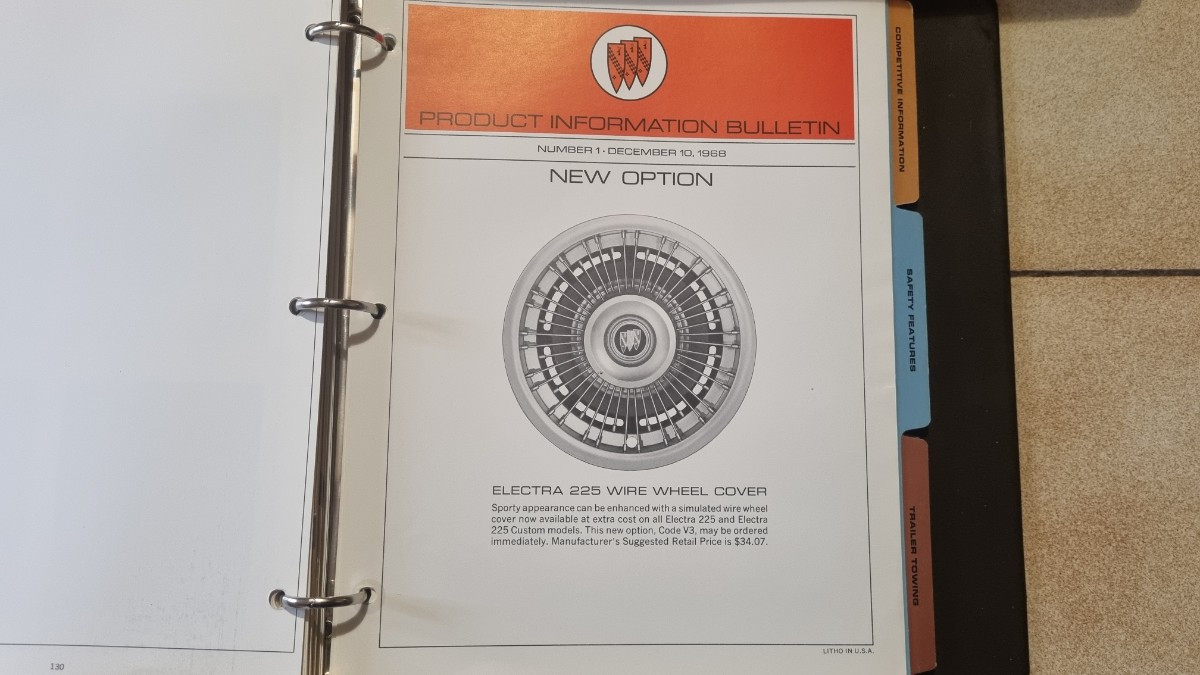 PRODUCT INFORMATION BULLETIN
NUMBER 1 · DECEMBER 10, 1968
NEW OPTION
ELECTRA 225 WIRE WHEEL COVER
Sporty appearance can be enhanced with a simulated wire wheel
cover now available at extra cost on all Electra 225 and Electra
225 Custom models. This new option, Code V3, may be ordered
immediately. Manufacturer's Suggested Retail Price is $34.07.
LITHO IN U.S.A.
130
COMPETITIVE INFORMATION
SAFETY FEATURES
TRAILER TOWING